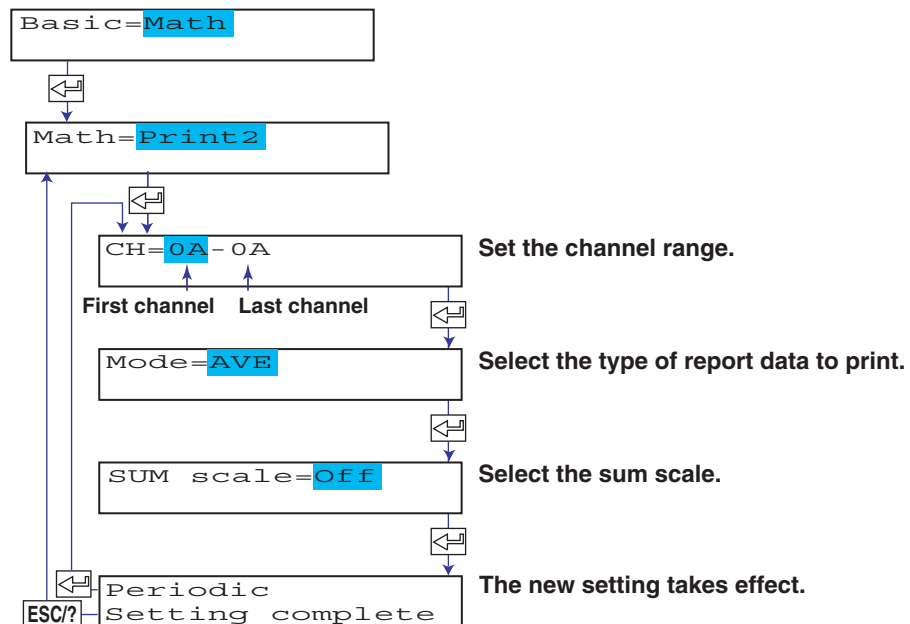 Basic=Math
Math=Print2
CH=0A-0A
Set the channel range.
First channel Last channel
Mode=AVE
Select the type of report data to print.
SUM scale=Off
Select the sum scale.
Periodic
The new setting takes effect.
ESC/? Setting complete